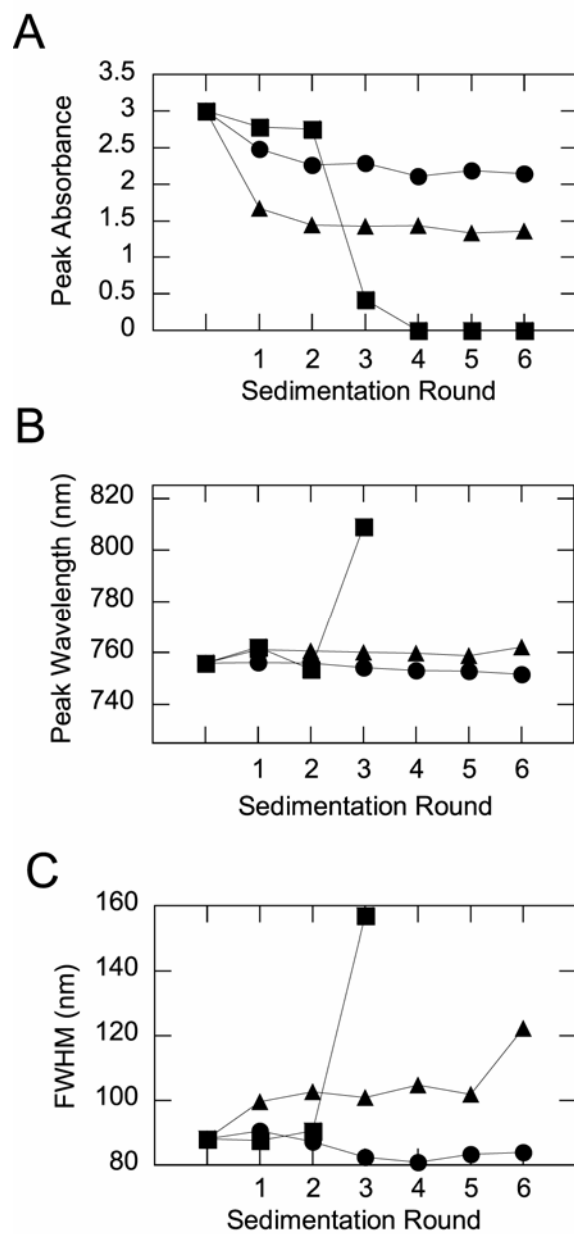 A
3.5
3
2.5
2
1.5
1
0.5
0
Peak Absorbance
1 2 3 4 5 6
Sedimentation Round
B
820
800
780
760
740
Peak Wavelength (nm)
1 2 3 4 5 6
Sedimentation Round
C
160
140
120
100
80
FWHM (nm)
1 2 3 4 5 6
Sedimentation Round